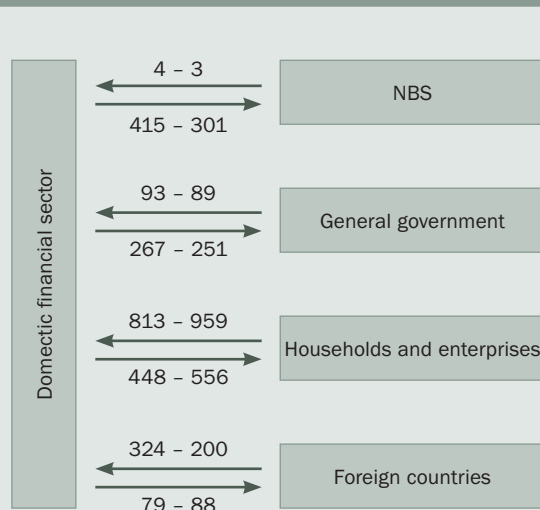 4 – 3
NBS
415 – 301
93 – 89
General government
267 – 251
Domectic financial sector
813 – 959
Households and enterprises
448 – 556
324 – 200
Foreign countries
79 – 88